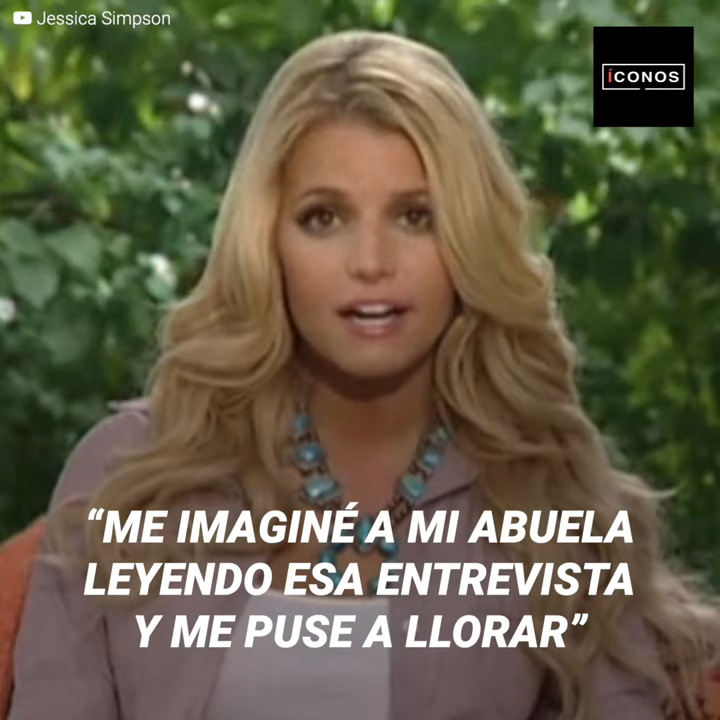 Jessica Simpson
íCONOS
“ME IMAGINÉ A MI ABUELA
LEYENDO ESA ENTREVISTA
Y ME PUSE A LLORAR”